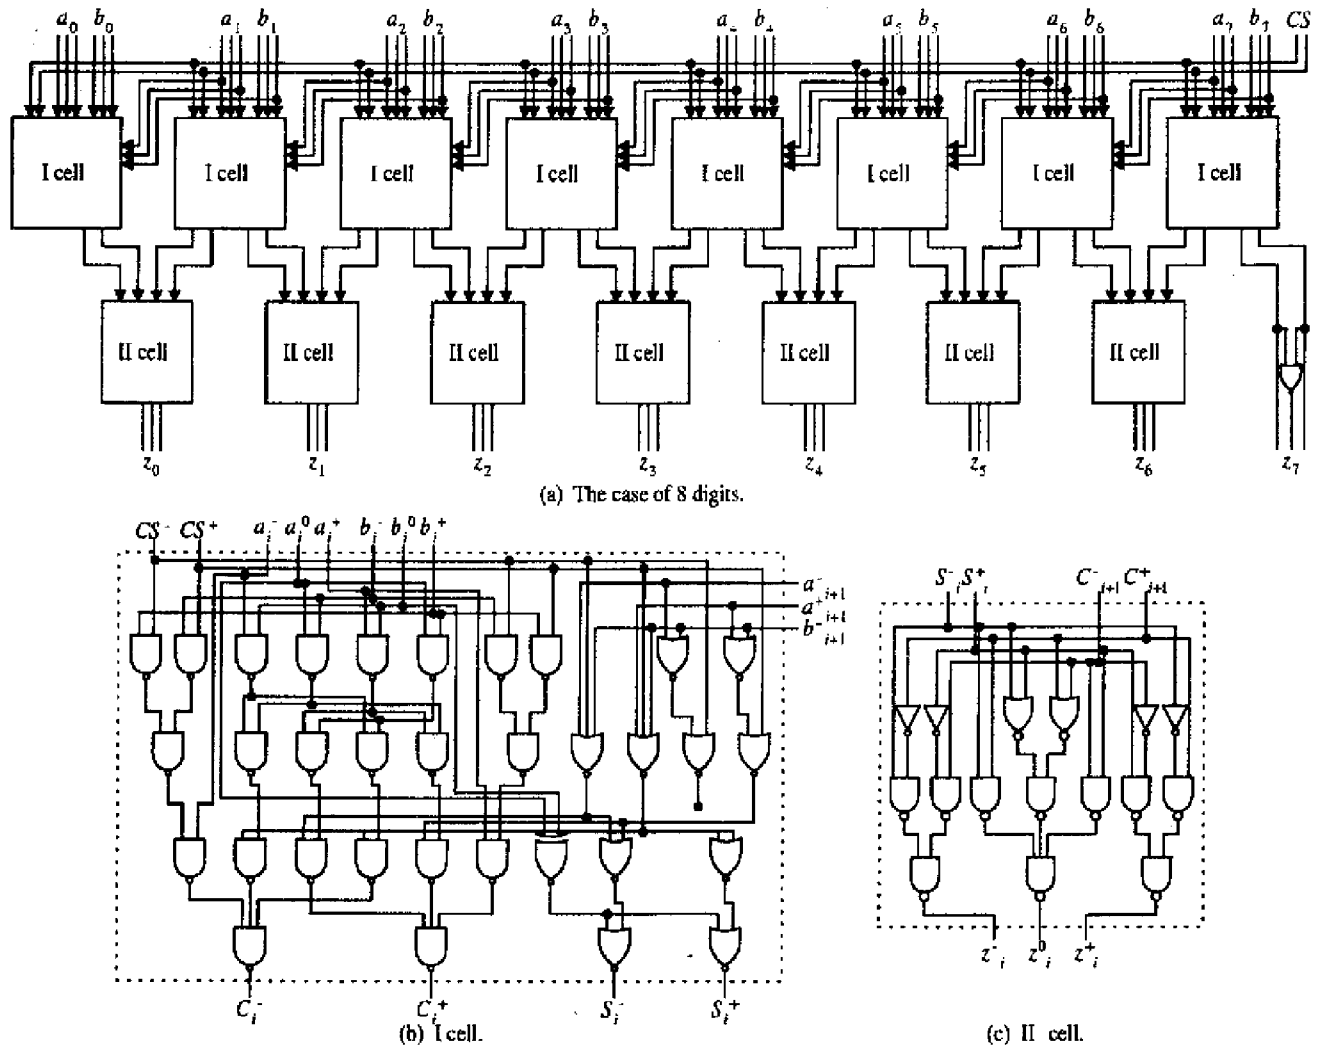 a0 b0 a1 b1 a2 b2 a3 b3 a4 b4 a5 b5 a6 b6 a7 b7 CS
I cell I cell I cell I cell I cell I cell I cell I cell
II cell II cell II cell II cell II cell II cell II cell
z0 z1 z2 z3 z4 z5 z6 z7
(a) The case of 8 digits.
CS- CS+ ai- ai0 ai+ bi- bi0 bi+
a-i+1
a+i+1
b-i+1
Ci- Ci+ Si- Si+
(b) I cell.
S-i S+i C-i+1 C+i+1
z-i z0i z+i
(c) II cell.